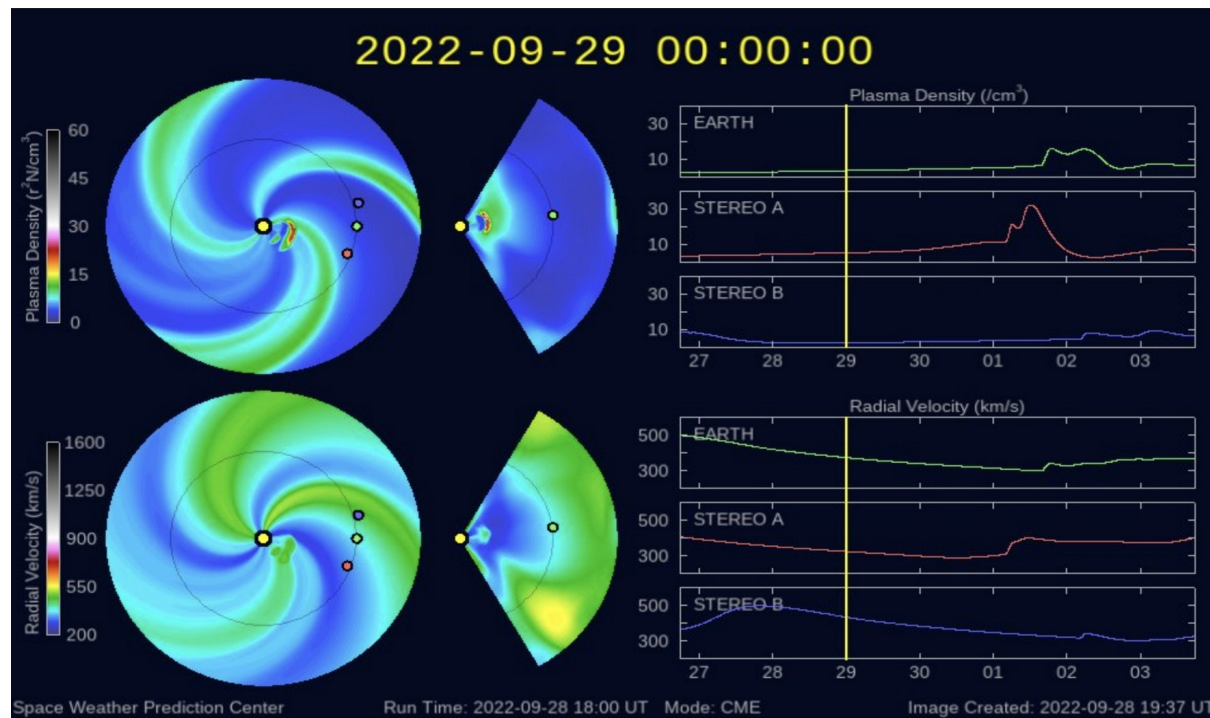 2022-09-29 00:00:00
Plasma Density (r²N/cm³)
60
45
30
15
0
Plasma Density (/cm³)
30
10
EARTH
30
10
STEREO A
30
10
STEREO B
27 28 29 30 01 02 03
Radial Velocity (km/s)
1600
1250
900
550
200
Radial Velocity (km/s)
500
300
EARTH
500
300
STEREO A
500
300
STEREO B
27 28 29 30 01 02 03
Space Weather Prediction Center Run Time: 2022-09-28 18:00 UT Mode: CME Image Created: 2022-09-28 19:37 UT